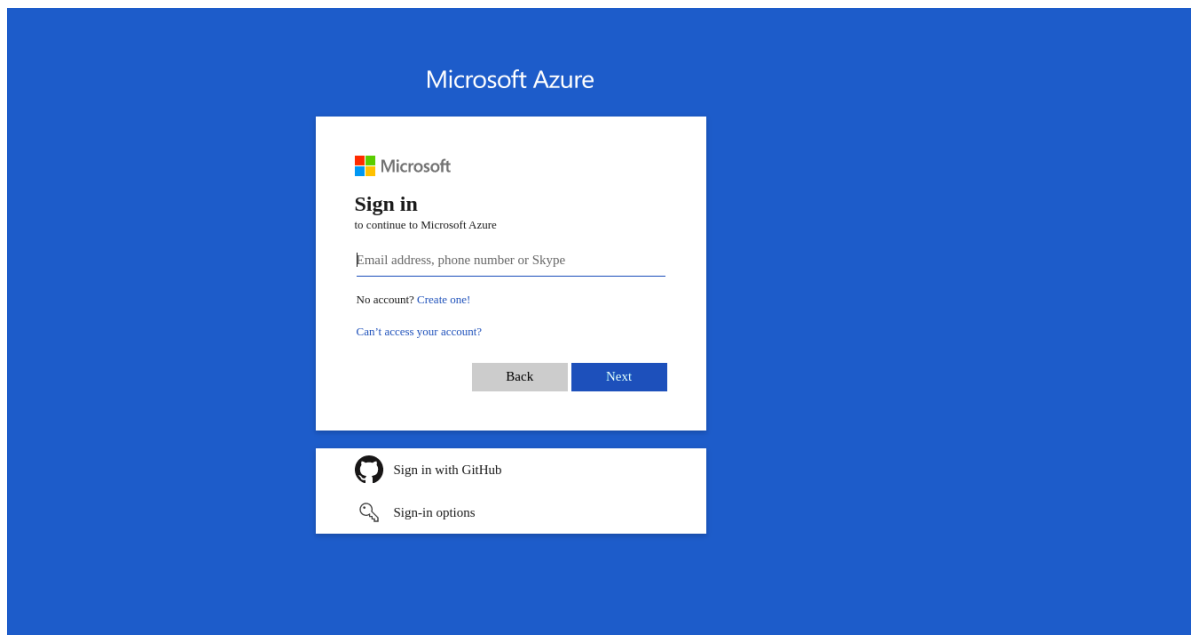 Microsoft Azure
Microsoft
Sign in
to continue to Microsoft Azure
Email address, phone number or Skype
No account? Create one!
Can’t access your account?
Back
Next
Sign in with GitHub
Sign-in options